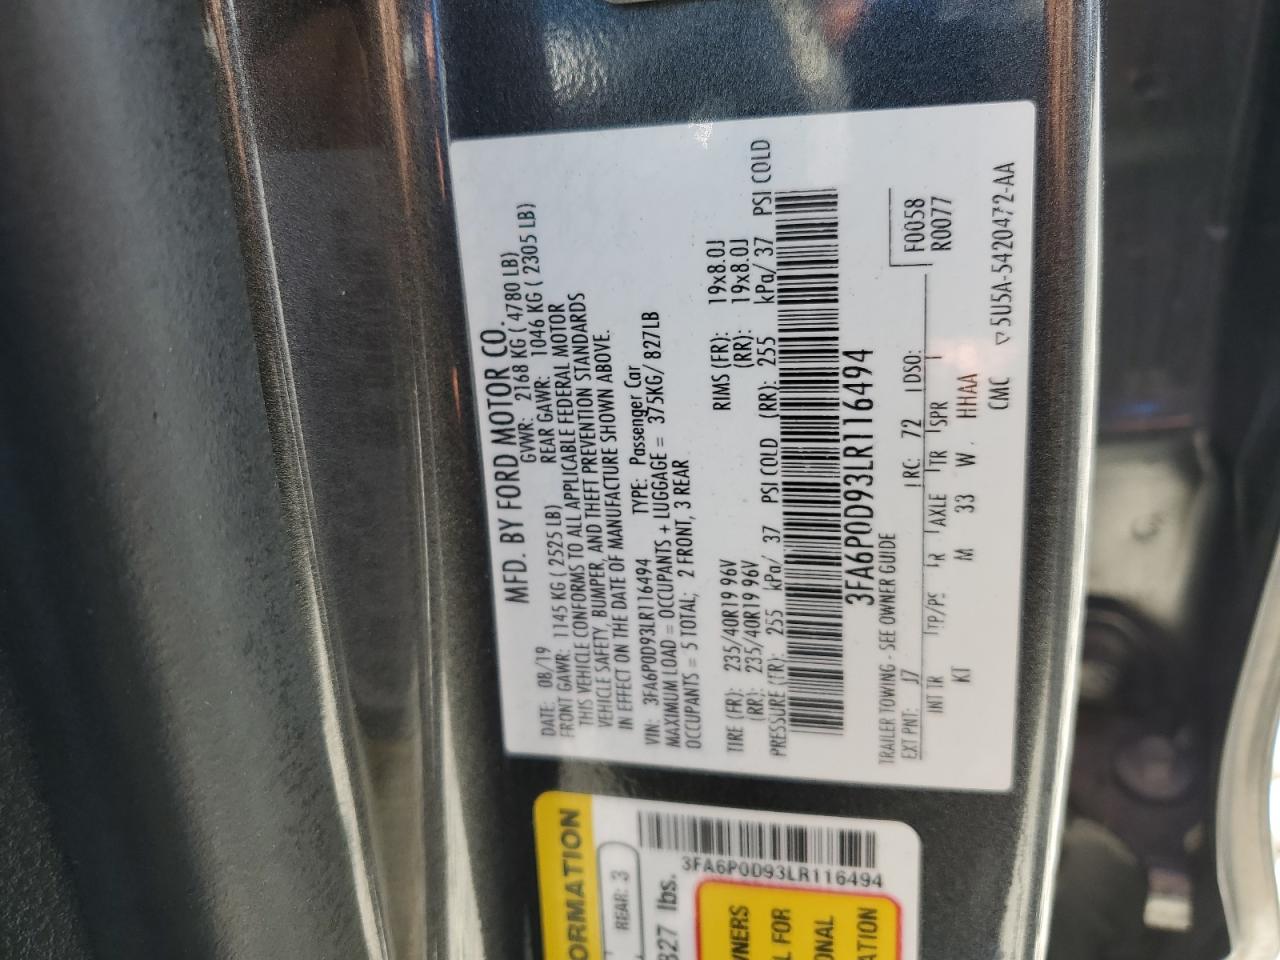 MFD. BY FORD MOTOR CO.
DATE: 08/19 GVWR: 2168 KG ( 4780 LB)
FRONT GAWR: 1145 KG ( 2525 LB) REAR GAWR: 1046 KG ( 2305 LB)
THIS VEHICLE CONFORMS TO ALL APPLICABLE FEDERAL MOTOR
VEHICLE SAFETY, BUMPER, AND THEFT PREVENTION STANDARDS
IN EFFECT ON THE DATE OF MANUFACTURE SHOWN ABOVE.
VIN: 3FA6P0D93LR116494 TYPE: Passenger Car
MAXIMUM LOAD = OCCUPANTS + LUGGAGE = 375KG/ 827LB
OCCUPANTS = 5 TOTAL; 2 FRONT, 3 REAR
TIRE (FR): 235/40R19 96V RIMS (FR): 19x8.0J
(RR): 235/40R19 96V (RR): 19x8.0J
PRESSURE (FR): 255 kPa/ 37 PSI COLD (RR): 255 kPa/ 37 PSI COLD
3FA6P0D93LR116494
TRAILER TOWING - SEE OWNER GUIDE
EXT PNT: J7 RC: 72 DSO: F0058
INT TR TP/PS R AXLE TR SPR R0077
KT M 33 W HHAA
CMC 5U5A-5420472-AA
ORMATION
REAR: 3
827 lbs.
3FA6P0D93LR116494
WNERS
L FOR
ONAL
ATION